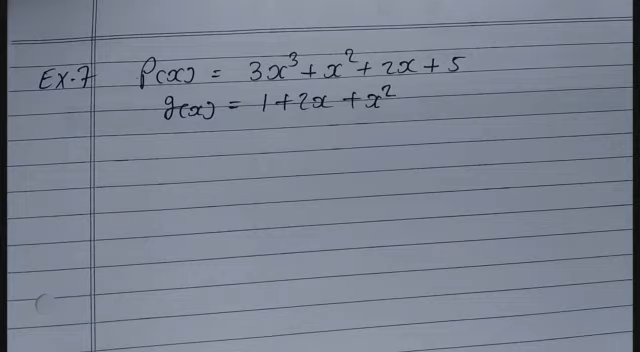 Ex.7 P(x) = 3x³ + x² + 2x + 5
g(x) = 1 + 2x + x²